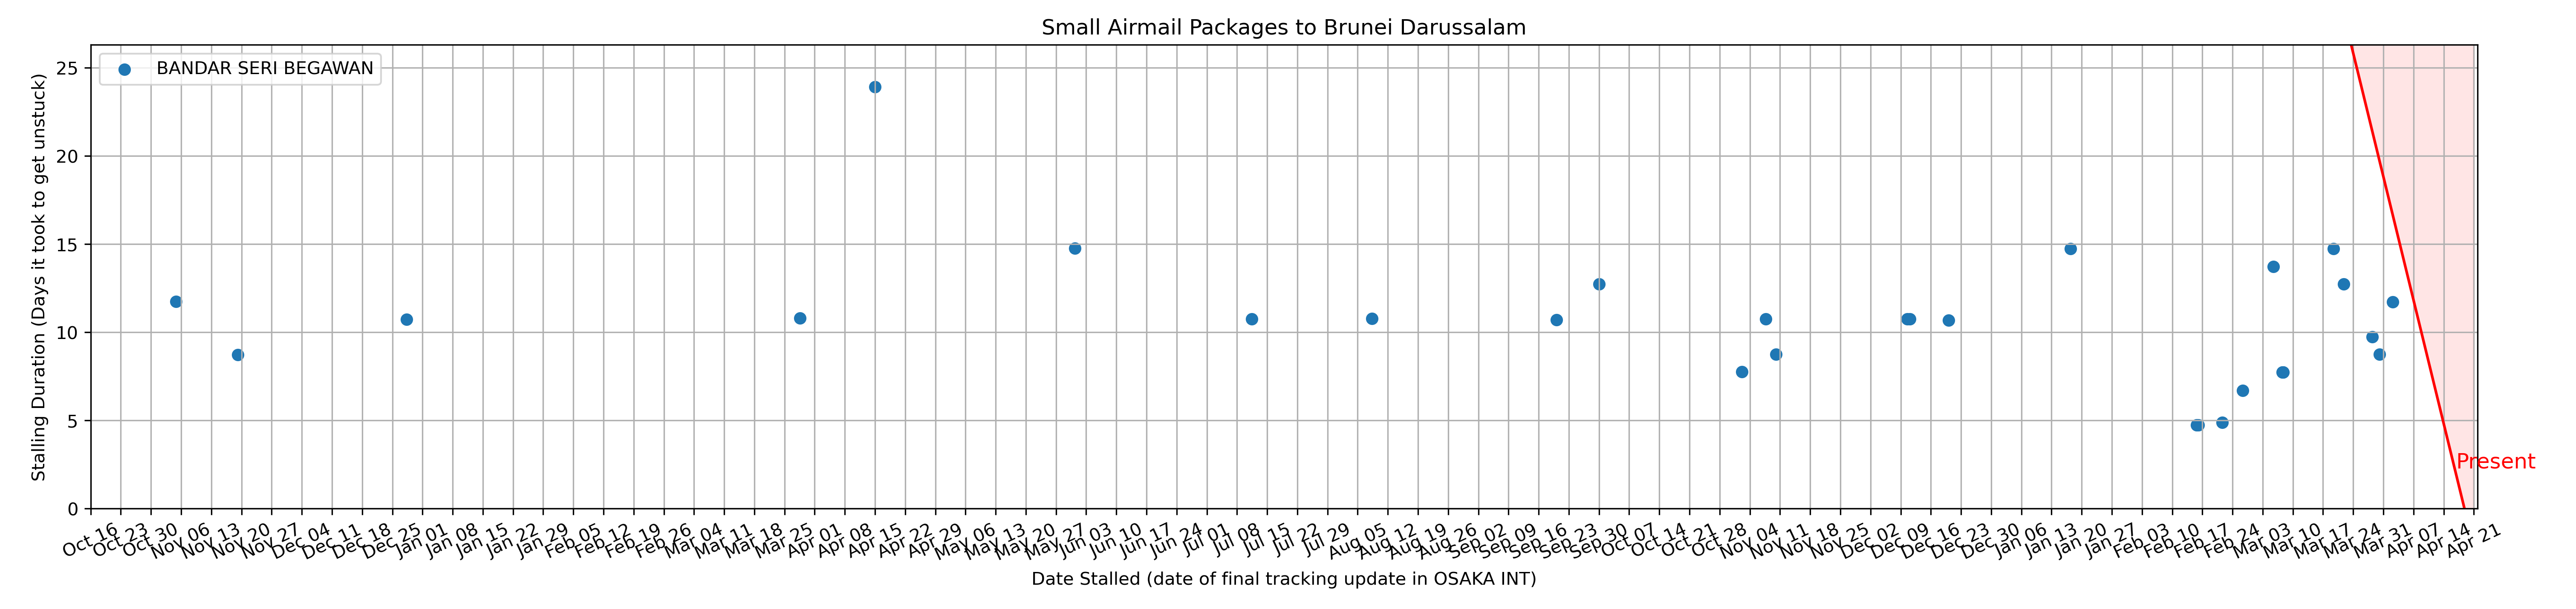 Small Airmail Packages to Brunei Darussalam
BANDAR SERI BEGAWAN
Stalling Duration (Days it took to get unstuck)
25
20
15
10
5
0
Present
Oct 16
Oct 23
Oct 30
Nov 06
Nov 13
Nov 20
Nov 27
Dec 04
Dec 11
Dec 18
Dec 25
Jan 01
Jan 08
Jan 15
Jan 22
Jan 29
Feb 05
Feb 12
Feb 19
Feb 26
Mar 04
Mar 11
Mar 18
Mar 25
Apr 01
Apr 08
Apr 15
Apr 22
Apr 29
May 06
May 13
May 20
May 27
Jun 03
Jun 10
Jun 17
Jun 24
Jul 01
Jul 08
Jul 15
Jul 22
Jul 29
Aug 05
Aug 12
Aug 19
Aug 26
Sep 02
Sep 09
Sep 16
Sep 23
Sep 30
Oct 07
Oct 14
Oct 21
Oct 28
Nov 04
Nov 11
Nov 18
Nov 25
Dec 02
Dec 09
Dec 16
Dec 23
Dec 30
Jan 06
Jan 13
Jan 20
Jan 27
Feb 03
Feb 10
Feb 17
Feb 24
Mar 03
Mar 10
Mar 17
Mar 24
Mar 31
Apr 07
Apr 14
Apr 21
Date Stalled (date of final tracking update in OSAKA INT)